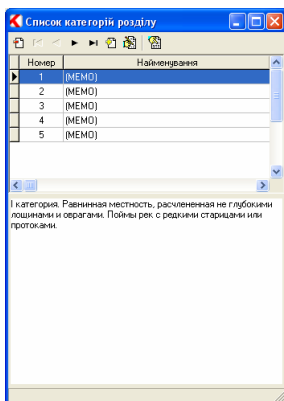 Список категорій розділу
Номер Найменування
1 (MEMO)
2 (MEMO)
3 (MEMO)
4 (MEMO)
5 (MEMO)
I категория. Равнинная местность, расчлененная не глубокими
лощинами и оврагами. Поймы рек с редкими старицами или
протоками.